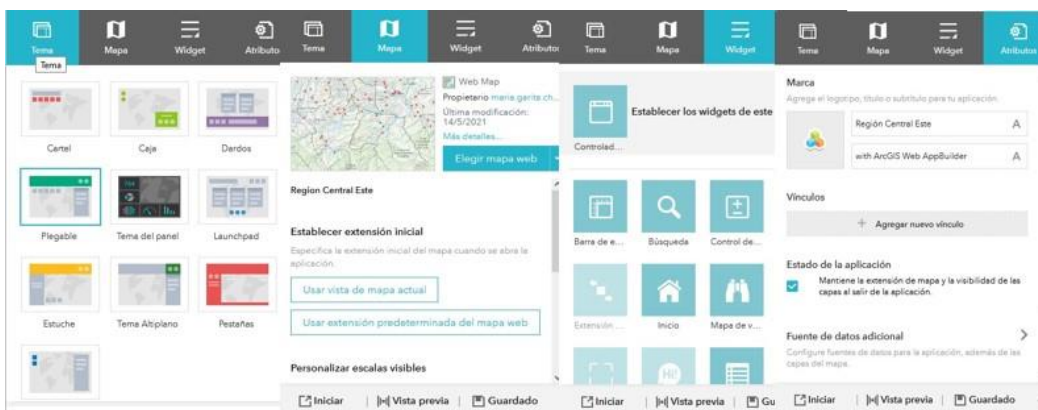 Tema
Mapa
Widget
Atributo
Tema
Cartel
Caja
Dardos
Plegable
Tema del panel
Launchpad
Estuche
Tema Altiplano
Pestañas
Tema
Mapa
Widget
Atributos
Web Map
Propietario maria.garita.ch...
Última modificación:
14/5/2021
Más detalles...
Elegir mapa web
Region Central Este
Establecer extensión inicial
Especifica la extensión inicial del mapa cuando se abre la
aplicación.
Usar vista de mapa actual
Usar extensión predeterminada del mapa web
Personalizar escalas visibles
Iniciar
Vista previa
Guardado
Tema
Mapa
Widget
Establecer los widgets de este
Controlad...
Barra de e...
Búsqueda
Control de...
Extensión ...
Inicio
Mapa de v...
Hi!
Iniciar
Vista previa
Gu
Tema
Mapa
Widget
Atributos
Marca
Agrega el logotipo, título o subtítulo para tu aplicación.
Región Central Este
A
with ArcGIS Web AppBuilder
A
Vínculos
+ Agregar nuevo vínculo
Estado de la aplicación
Mantiene la extensión de mapa y la visibilidad de las
capas al salir de la aplicación.
Fuente de datos adicional
Configure fuentes de datos para la aplicación, además de las
capas del mapa.
Iniciar
Vista previa
Guardado